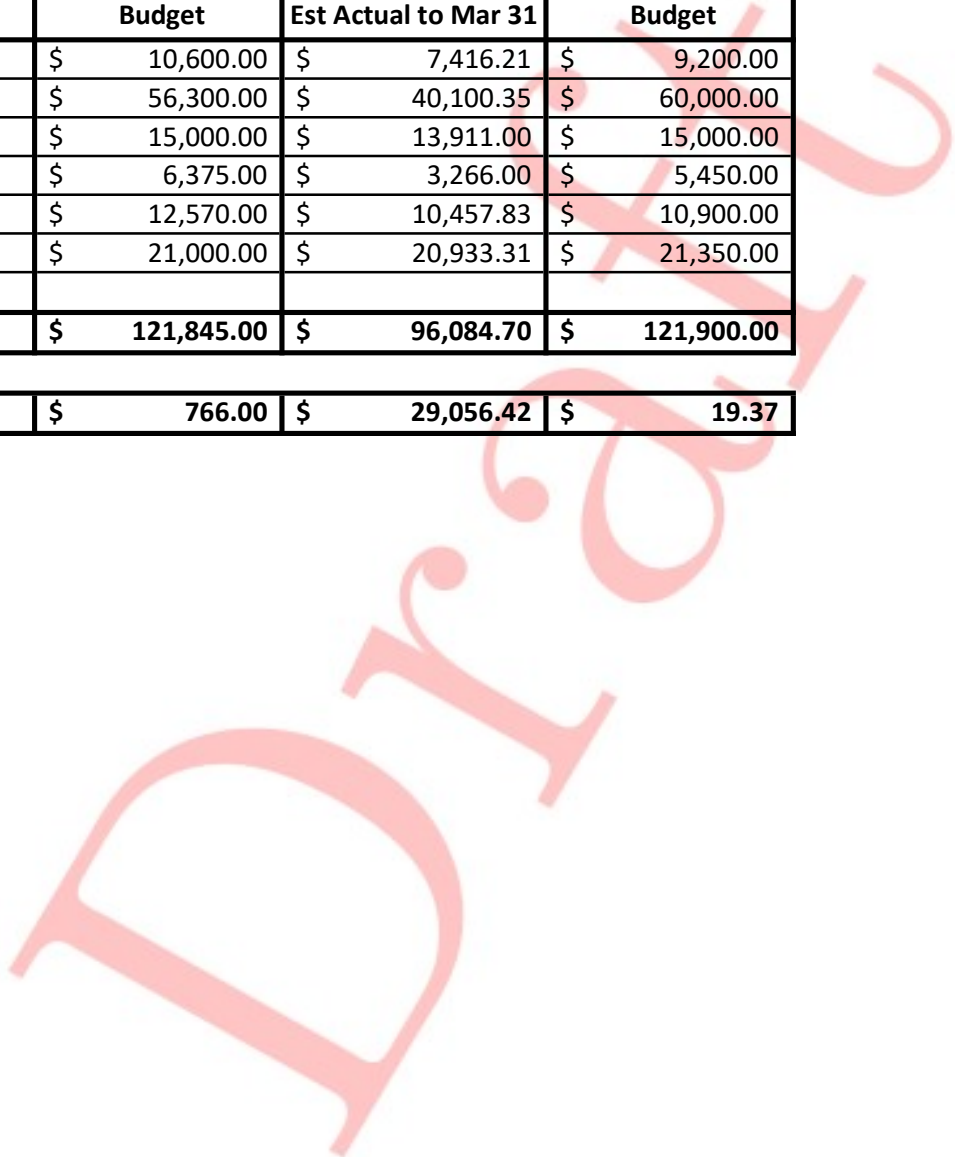 Budget Est Actual to Mar 31 Budget
$ 10,600.00 $ 7,416.21 $ 9,200.00
$ 56,300.00 $ 40,100.35 $ 60,000.00
$ 15,000.00 $ 13,911.00 $ 15,000.00
$ 6,375.00 $ 3,266.00 $ 5,450.00
$ 12,570.00 $ 10,457.83 $ 10,900.00
$ 21,000.00 $ 20,933.31 $ 21,350.00
$ 121,845.00 $ 96,084.70 $ 121,900.00
$ 766.00 $ 29,056.42 $ 19.37
Draft